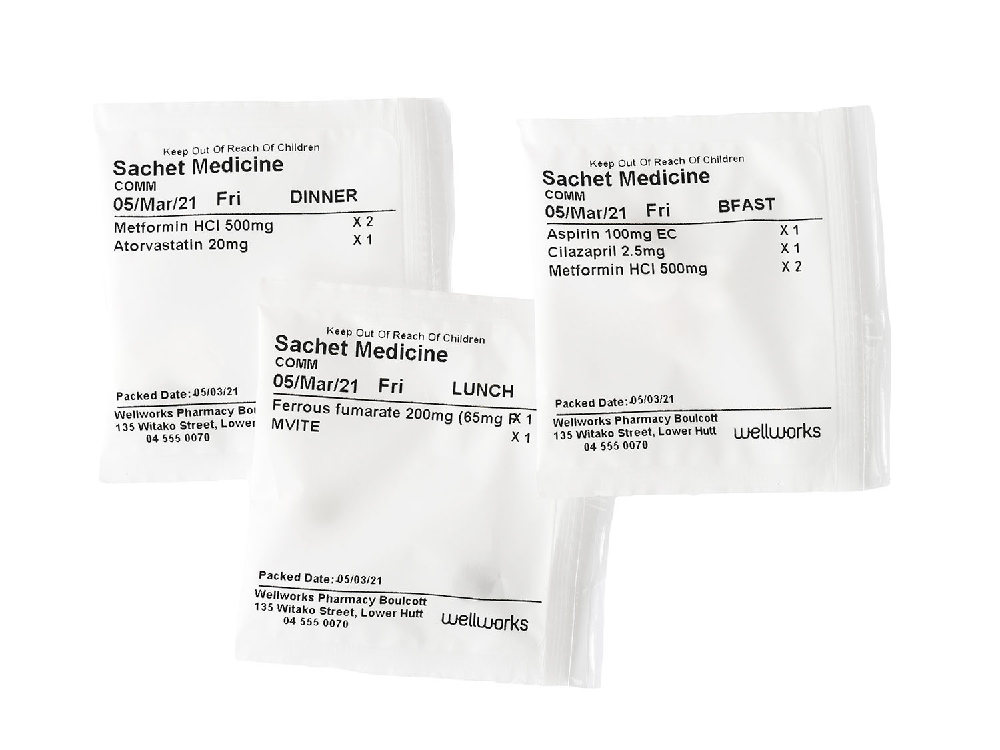 Keep Out Of Reach Of Children
Sachet Medicine
COMM
05/Mar/21 Fri DINNER
Metformin HCl 500mg X 2
Atorvastatin 20mg X 1
Packed Date: 05/03/21
Wellworks Pharmacy Bou
135 Witako Street, Lower
04 555 0070
Keep Out Of Reach Of Children
Sachet Medicine
COMM
05/Mar/21 Fri LUNCH
Ferrous fumarate 200mg (65mg X 1
MVITE X 1
Packed Date: 05/03/21
Wellworks Pharmacy Boulcott
135 Witako Street, Lower Hutt
04 555 0070
wellworks
Keep Out Of Reach Of Children
Sachet Medicine
COMM
05/Mar/21 Fri BFAST
Aspirin 100mg EC X 1
Cilazapril 2.5mg X 1
Metformin HCl 500mg X 2
Packed Date: 05/03/21
Wellworks Pharmacy Boulcott
135 Witako Street, Lower Hutt
04 555 0070
wellworks